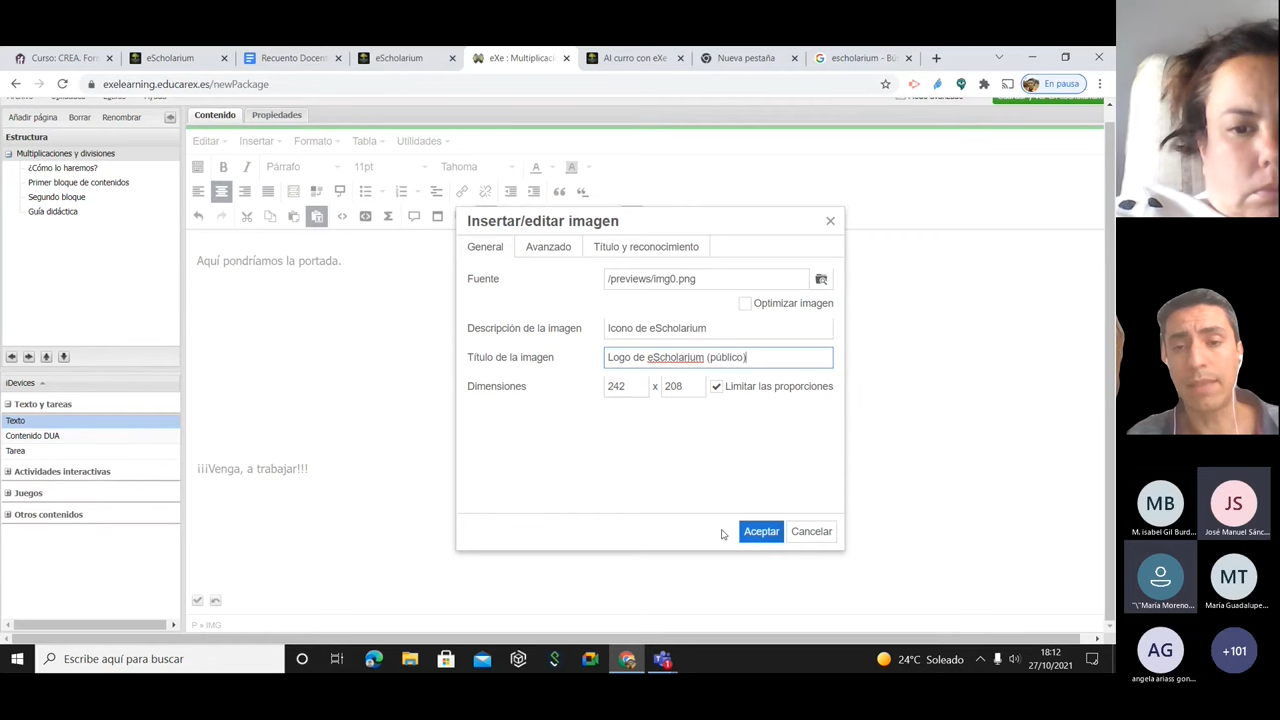 Curso: CREA. For
eScholarium
Recuento Docen
eScholarium
eXe : Multiplicaci
Al curro con eXe
Nueva pestaña
escholarium - Bú
exelearning.educarex.es/newPackage
En pausa
Añadir página
Borrar
Renombrar
Estructura
Multiplicaciones y divisiones
¿Cómo lo haremos?
Primer bloque de contenidos
Segundo bloque
Guía didáctica
iDevices
Texto y tareas
Texto
Contenido DUA
Tarea
Actividades interactivas
Juegos
Otros contenidos
Contenido
Propiedades
Editar
Insertar
Formato
Tabla
Utilidades
B I Párrafo 11pt Tahoma A A
Aquí pondríamos la portada.
¡¡¡Venga, a trabajar!!!
P » IMG
Insertar/editar imagen
General
Avanzado
Título y reconocimiento
Fuente
/previews/img0.png
Optimizar imagen
Descripción de la imagen
Icono de eScholarium
Título de la imagen
Logo de eScholarium (público)
Dimensiones
242 x 208
Limitar las proporciones
Aceptar
Cancelar
Escribe aquí para buscar
24°C Soleado
18:12
27/10/2021
MB
M. isabel Gil Burd...
JS
José Manuel Sánc...
"\"María Moreno...
MT
María Guadalupe...
AG
angela ariass gon...
+101